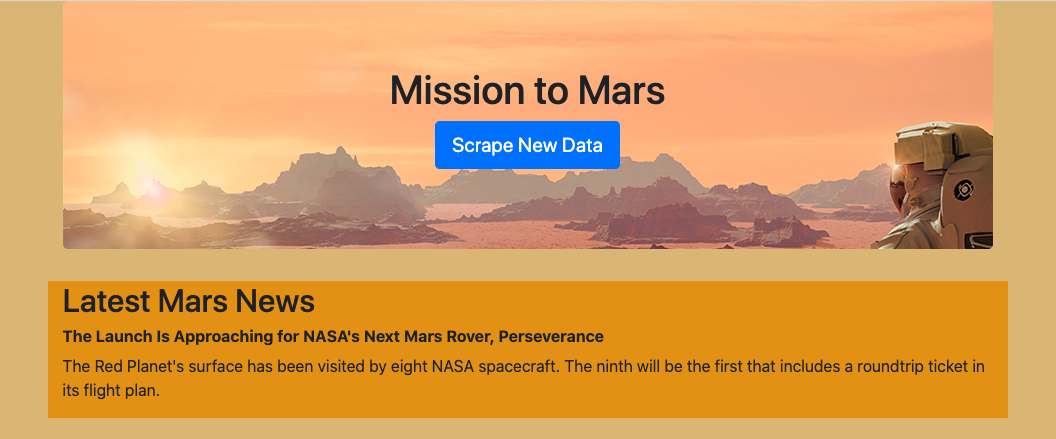 Mission to Mars
Scrape New Data
Latest Mars News
The Launch Is Approaching for NASA's Next Mars Rover, Perseverance
The Red Planet's surface has been visited by eight NASA spacecraft. The ninth will be the first that includes a roundtrip ticket in
its flight plan.